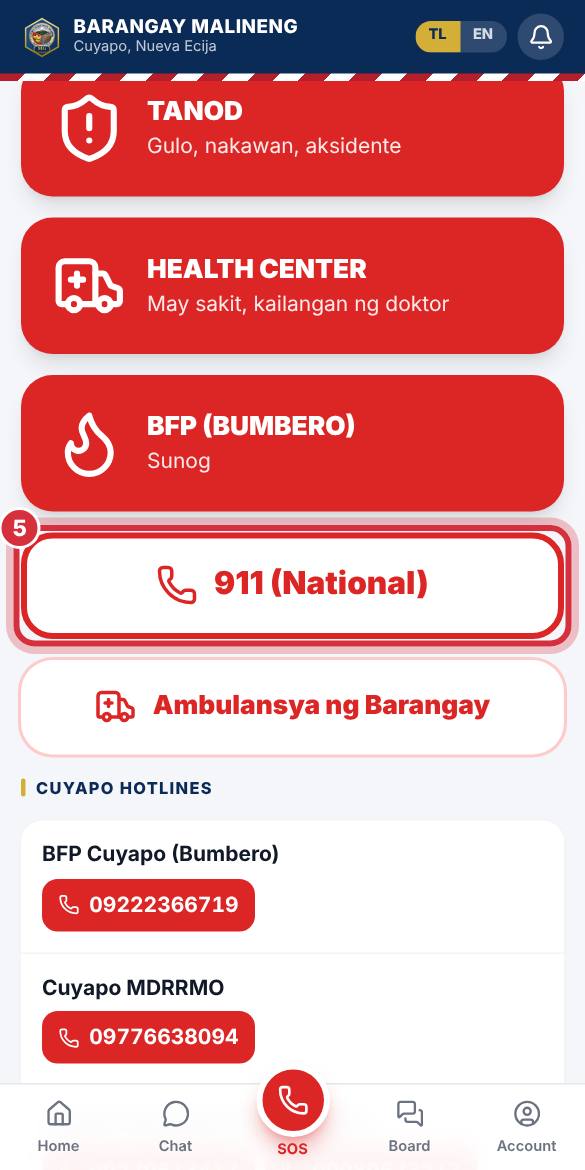 BARANGAY MALINENG
Cuyapo, Nueva Ecija
TL EN
TANOD
Gulo, nakawan, aksidente
HEALTH CENTER
May sakit, kailangan ng doktor
BFP (BUMBERO)
Sunog
5
911 (National)
Ambulansya ng Barangay
CUYAPO HOTLINES
BFP Cuyapo (Bumbero)
09222366719
Cuyapo MDRRMO
09776638094
Home Chat SOS Board Account